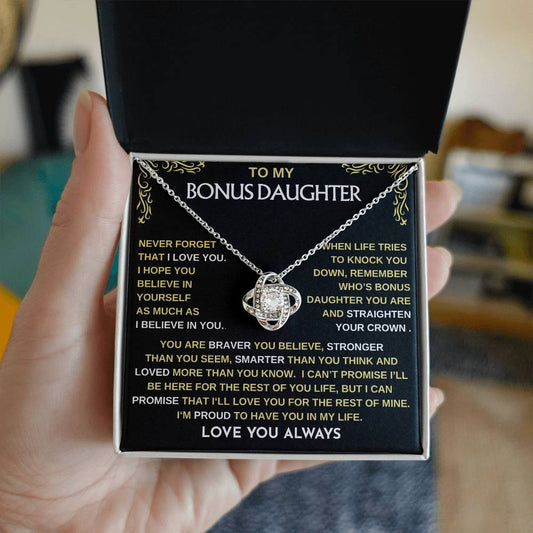 TO MY
BONUS DAUGHTER
NEVER FORGET
THAT I LOVE YOU.
I HOPE YOU
BELIEVE IN
YOURSELF
AS MUCH AS
I BELIEVE IN YOU.
WHEN LIFE TRIES
TO KNOCK YOU
DOWN, REMEMBER
WHO'S BONUS
DAUGHTER YOU ARE
AND STRAIGHTEN
YOUR CROWN .
YOU ARE BRAVER YOU BELIEVE, STRONGER
THAN YOU SEEM, SMARTER THAN YOU THINK AND
LOVED MORE THAN YOU KNOW. I CAN'T PROMISE I'LL
BE HERE FOR THE REST OF YOU LIFE, BUT I CAN
PROMISE THAT I'LL LOVE YOU FOR THE REST OF MINE.
I'M PROUD TO HAVE YOU IN MY LIFE.
LOVE YOU ALWAYS